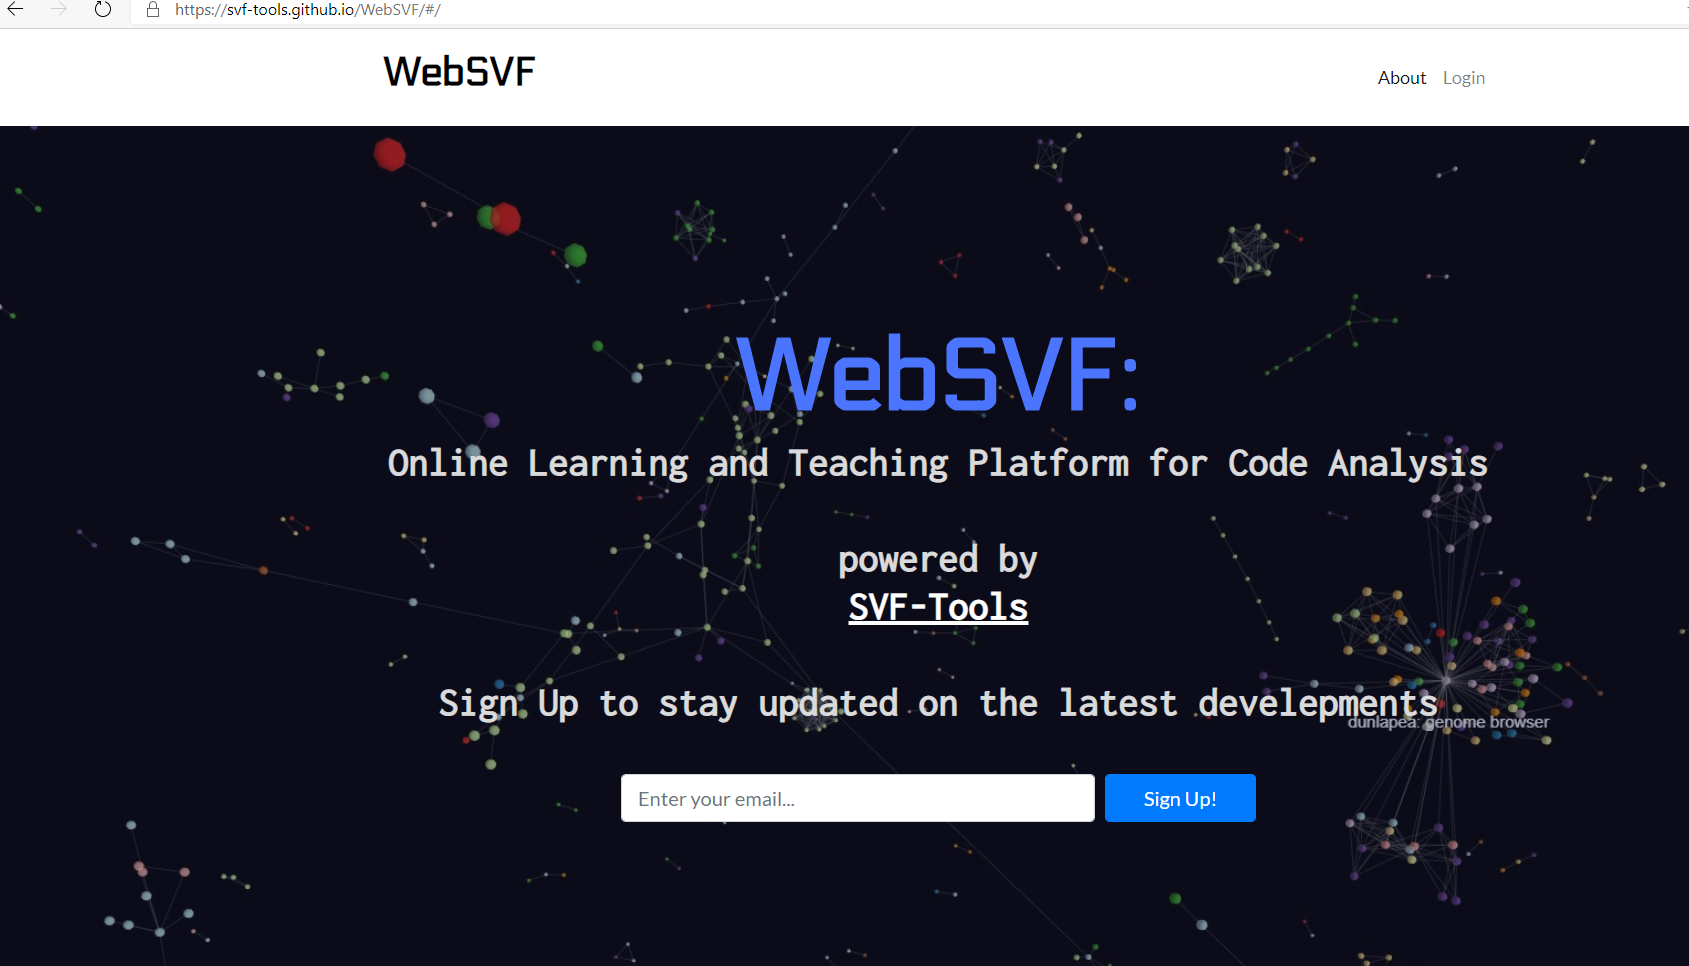 https://svf-tools.github.io/WebSVF/#/
WebSVF
About Login
WebSVF:
Online Learning and Teaching Platform for Code Analysis
powered by
SVF-Tools
Sign Up to stay updated on the latest develepments
dunlapea: genome browser
Enter your email... Sign Up!